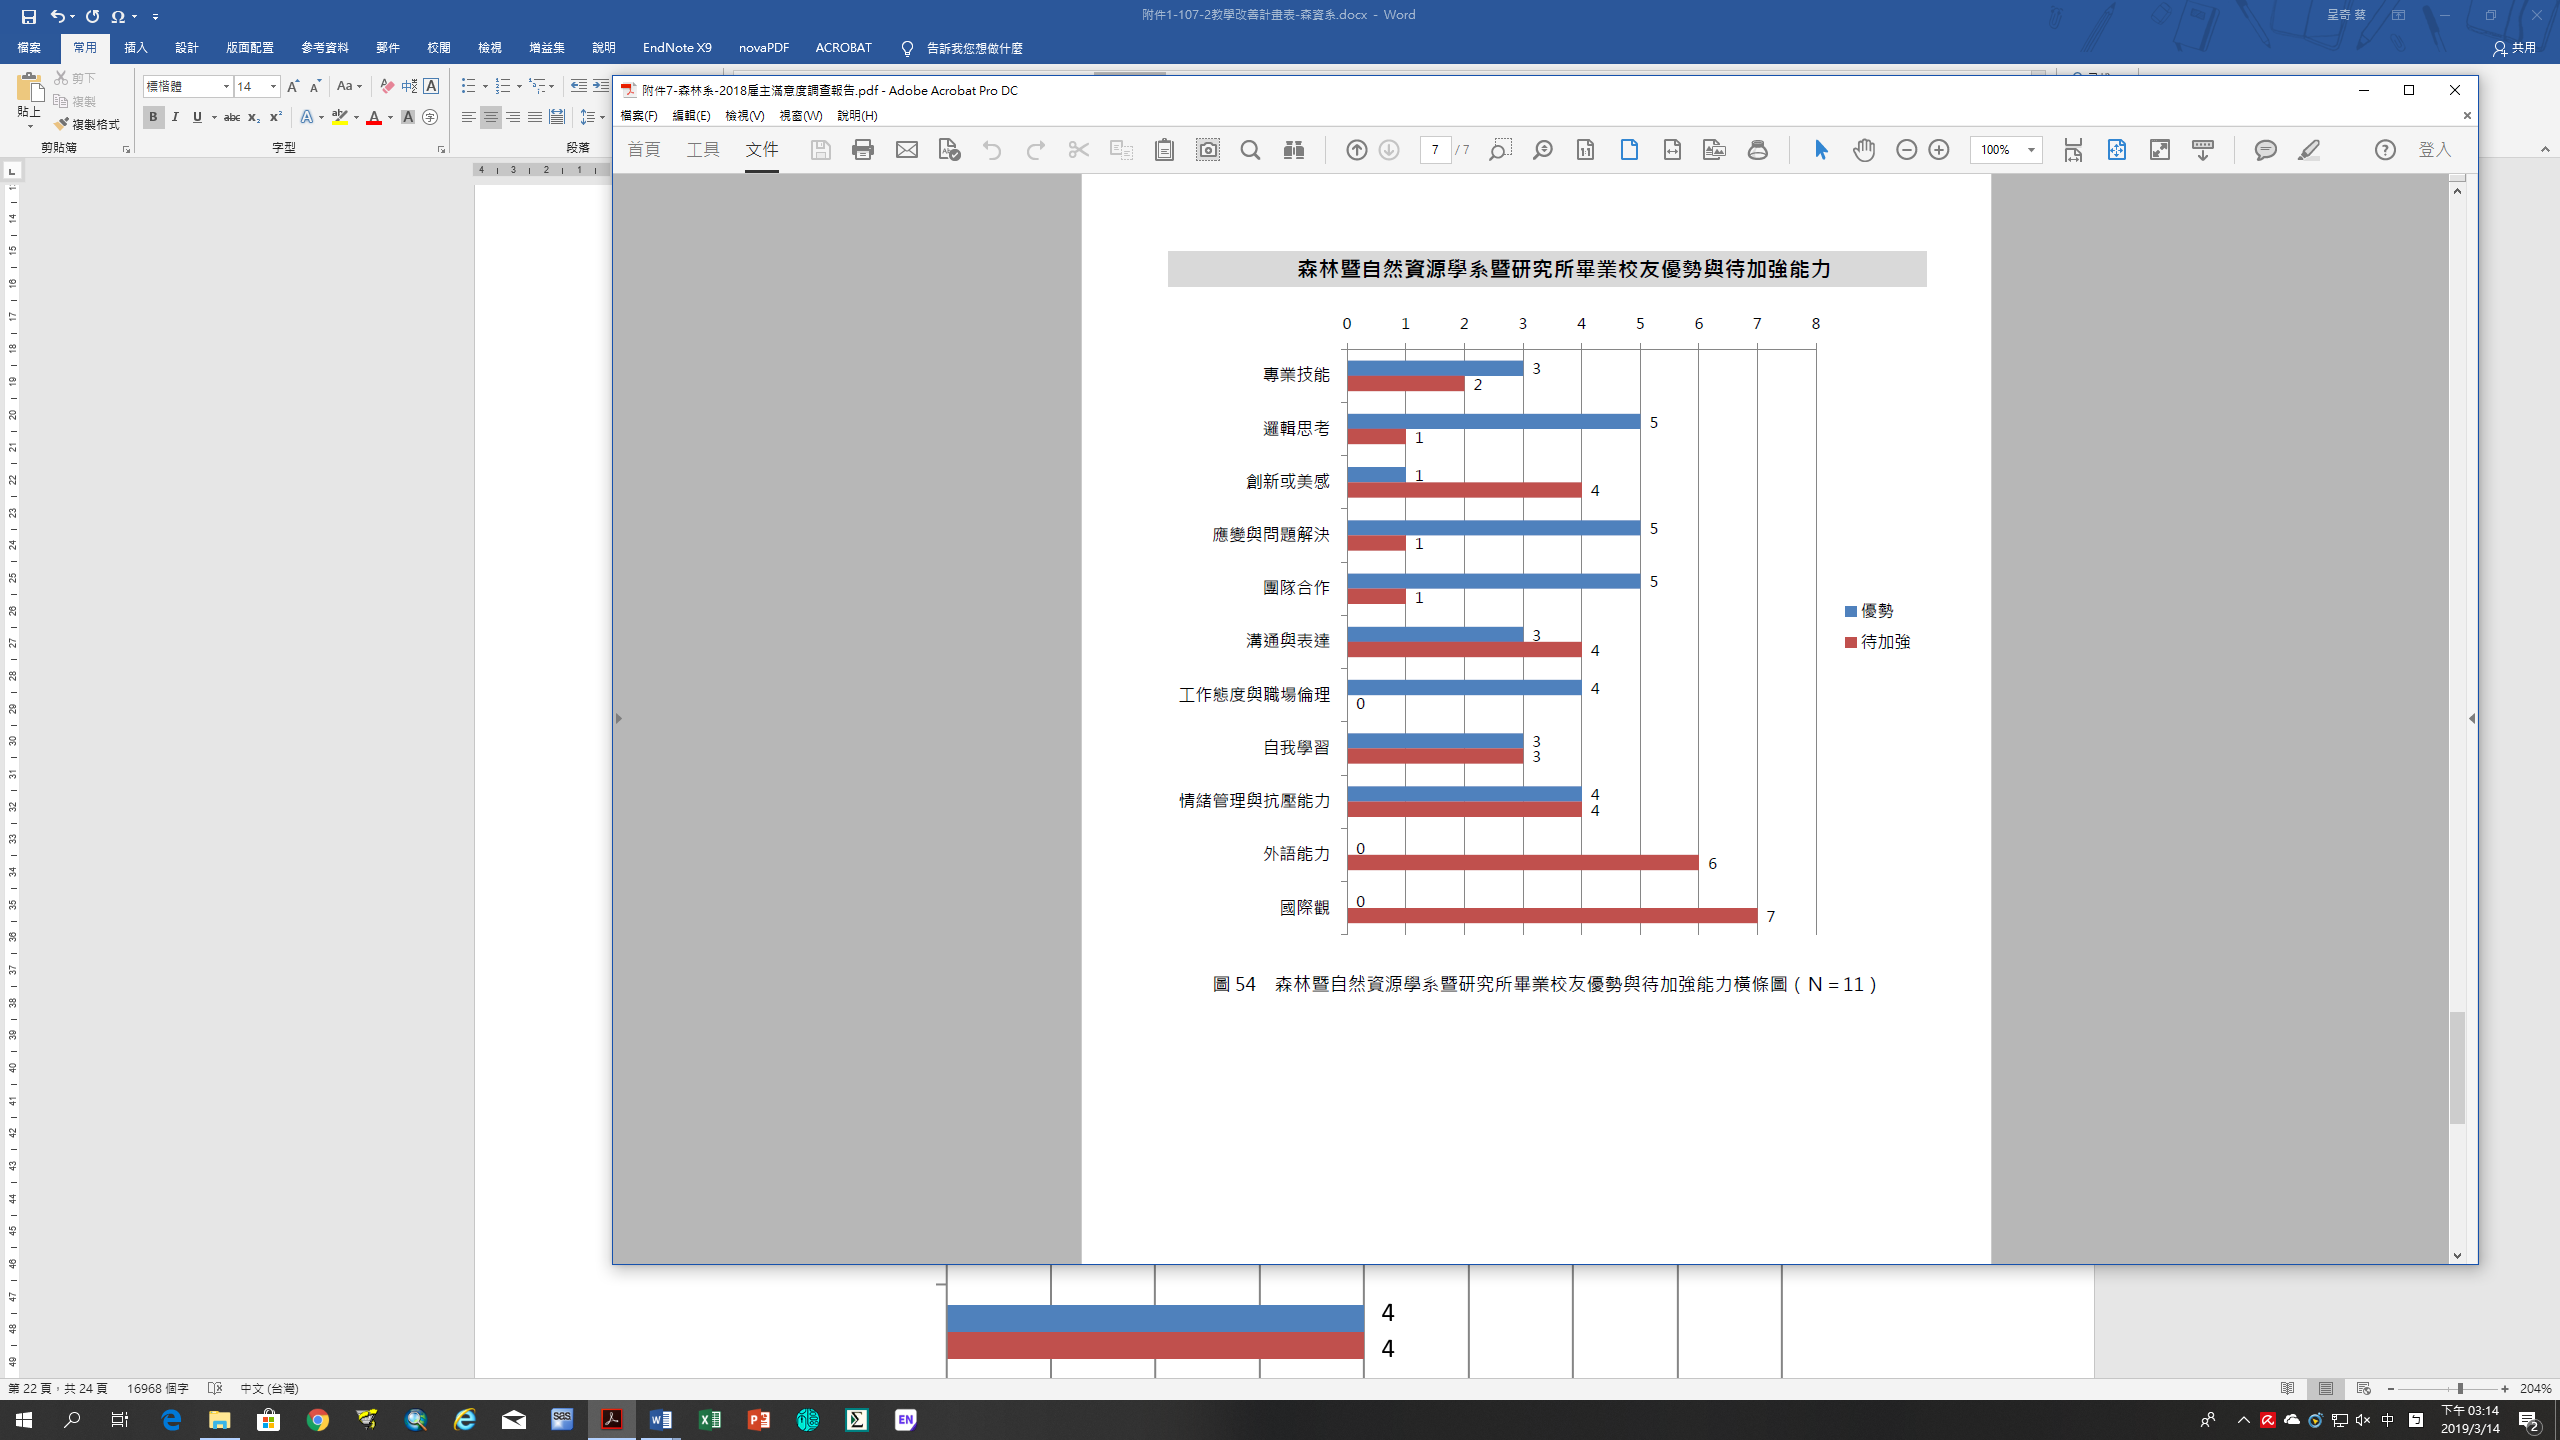 附件1-107-2教學改善計畫表-森資系.docx - Word
呈奇 蔡
檔案 常用 插入 設計 版面配置 參考資料 郵件 校閱 檢視 增益集 說明 EndNote X9 novaPDF ACROBAT 告訴我您想做什麼 共用
貼上
剪下
複製
複製格式
剪貼簿
標楷體 14
字型
段落
附件7-森林系-2018雇主滿意度調查報告.pdf - Adobe Acrobat Pro DC
檔案(F) 編輯(E) 檢視(V) 視窗(W) 說明(H)
首頁 工具 文件 7 / 7 100% 登入
森林暨自然資源學系暨研究所畢業校友優勢與待加強能力
0 1 2 3 4 5 6 7 8
專業技能 3
2
邏輯思考 5
1
創新或美感 1
4
應變與問題解決 5
1
團隊合作 5
1
溝通與表達 3
4
工作態度與職場倫理 4
0
自我學習 3
3
情緒管理與抗壓能力 4
4
外語能力 0
6
國際觀 0
7
優勢
待加強
圖 54 森林暨自然資源學系暨研究所畢業校友優勢與待加強能力橫條圖（N＝11）
4
4
第 22 頁，共 24 頁 16968 個字 中文 (台灣) 204%
下午 03:14
2019/3/14
中
2